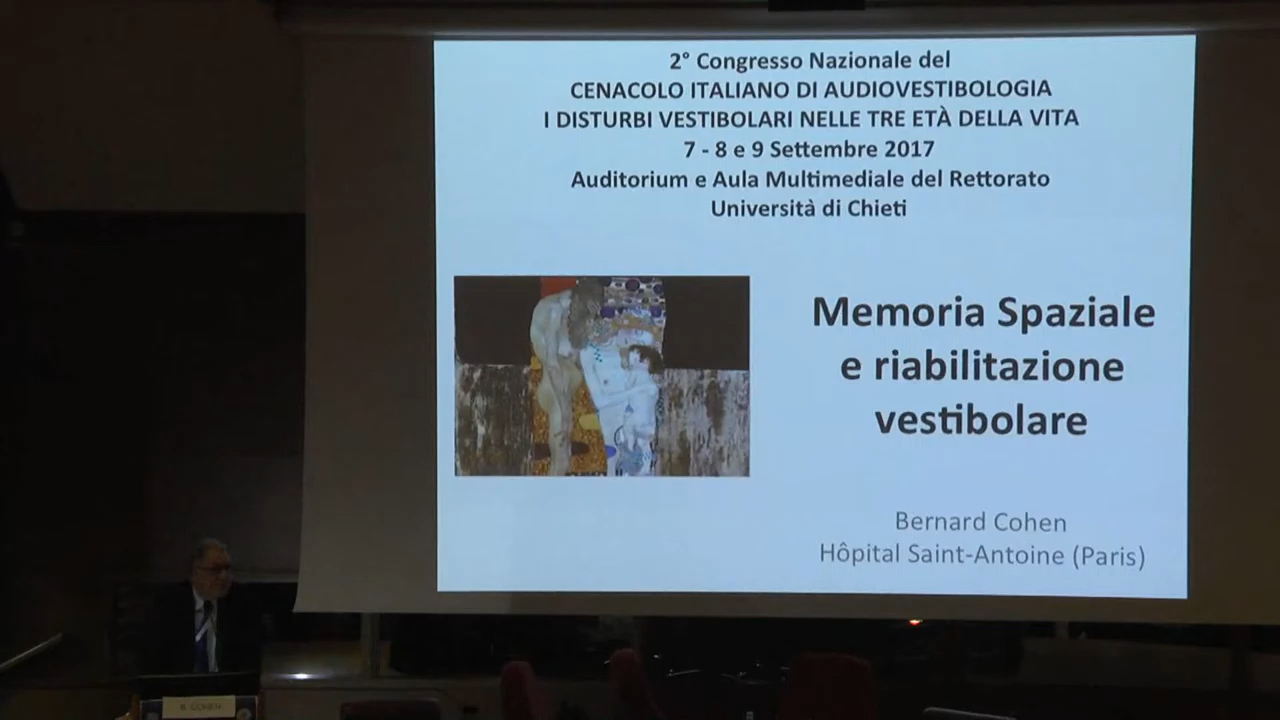 2° Congresso Nazionale del
CENACOLO ITALIANO DI AUDIOVESTIBOLOGIA
I DISTURBI VESTIBOLARI NELLE TRE ETÀ DELLA VITA
7 - 8 e 9 Settembre 2017
Auditorium e Aula Multimediale del Rettorato
Università di Chieti
Memoria Spaziale
e riabilitazione
vestibolare
Bernard Cohen
Hôpital Saint-Antoine (Paris)
B. COHEN